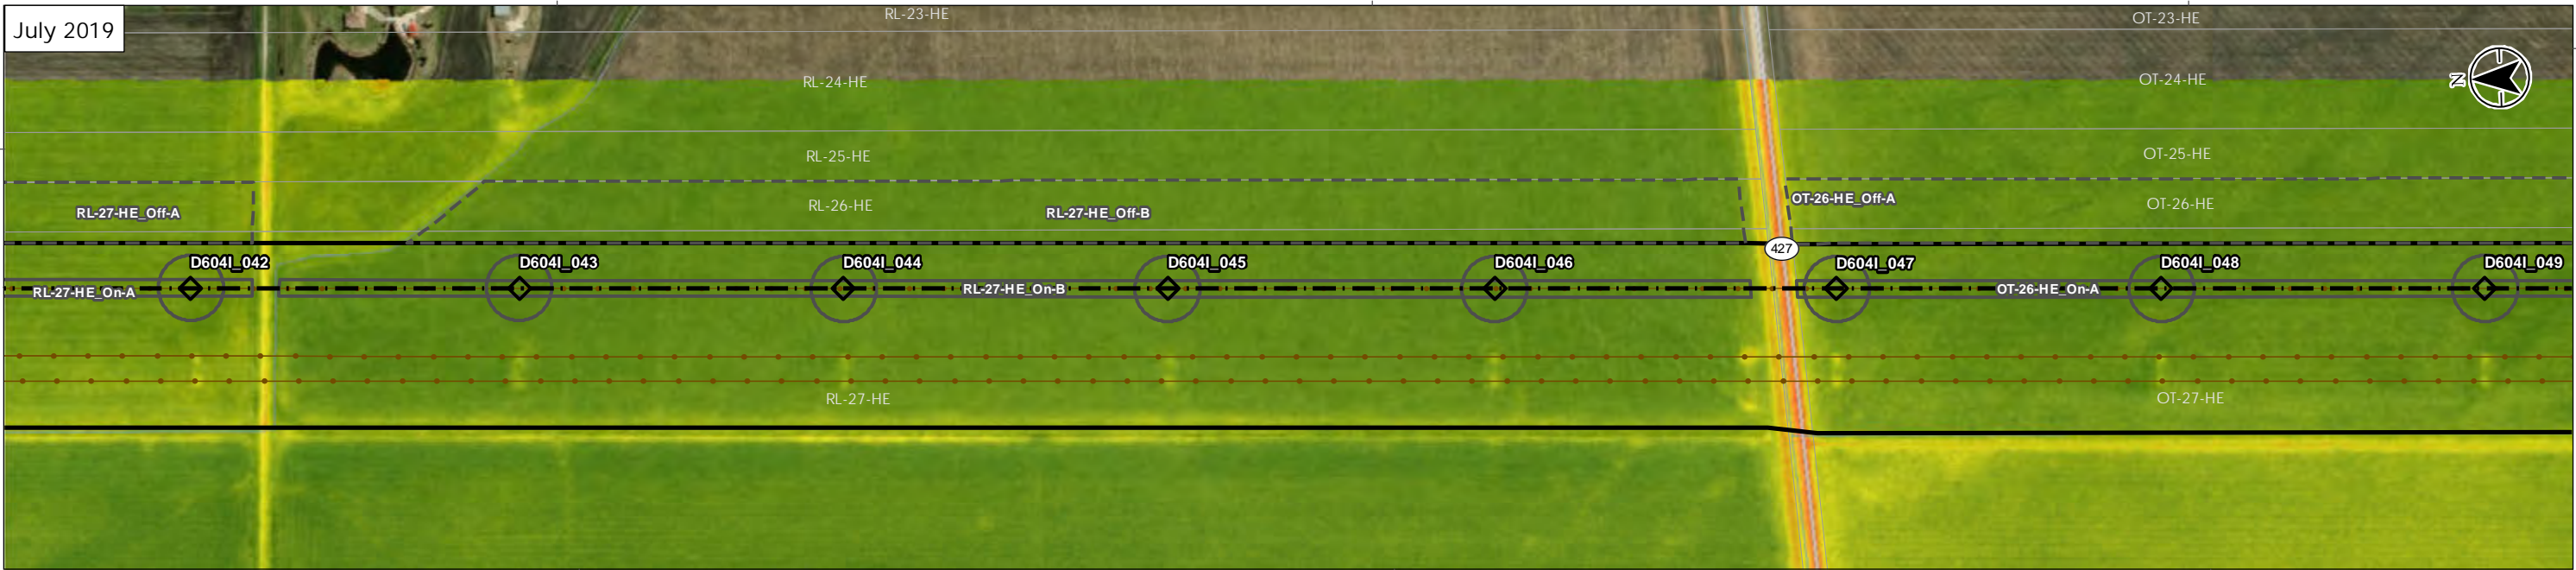 July 2019
RL-23-HE
OT-23-HE
RL-24-HE
OT-24-HE
N
RL-25-HE
OT-25-HE
RL-27-HE_Off-A
RL-26-HE
RL-27-HE_Off-B
OT-26-HE_Off-A
OT-26-HE
427
D604I_042
D604I_043
D604I_044
D604I_045
D604I_046
D604I_047
D604I_048
D604I_049
RL-27-HE_On-A
RL-27-HE_On-B
OT-26-HE_On-A
RL-27-HE
OT-27-HE